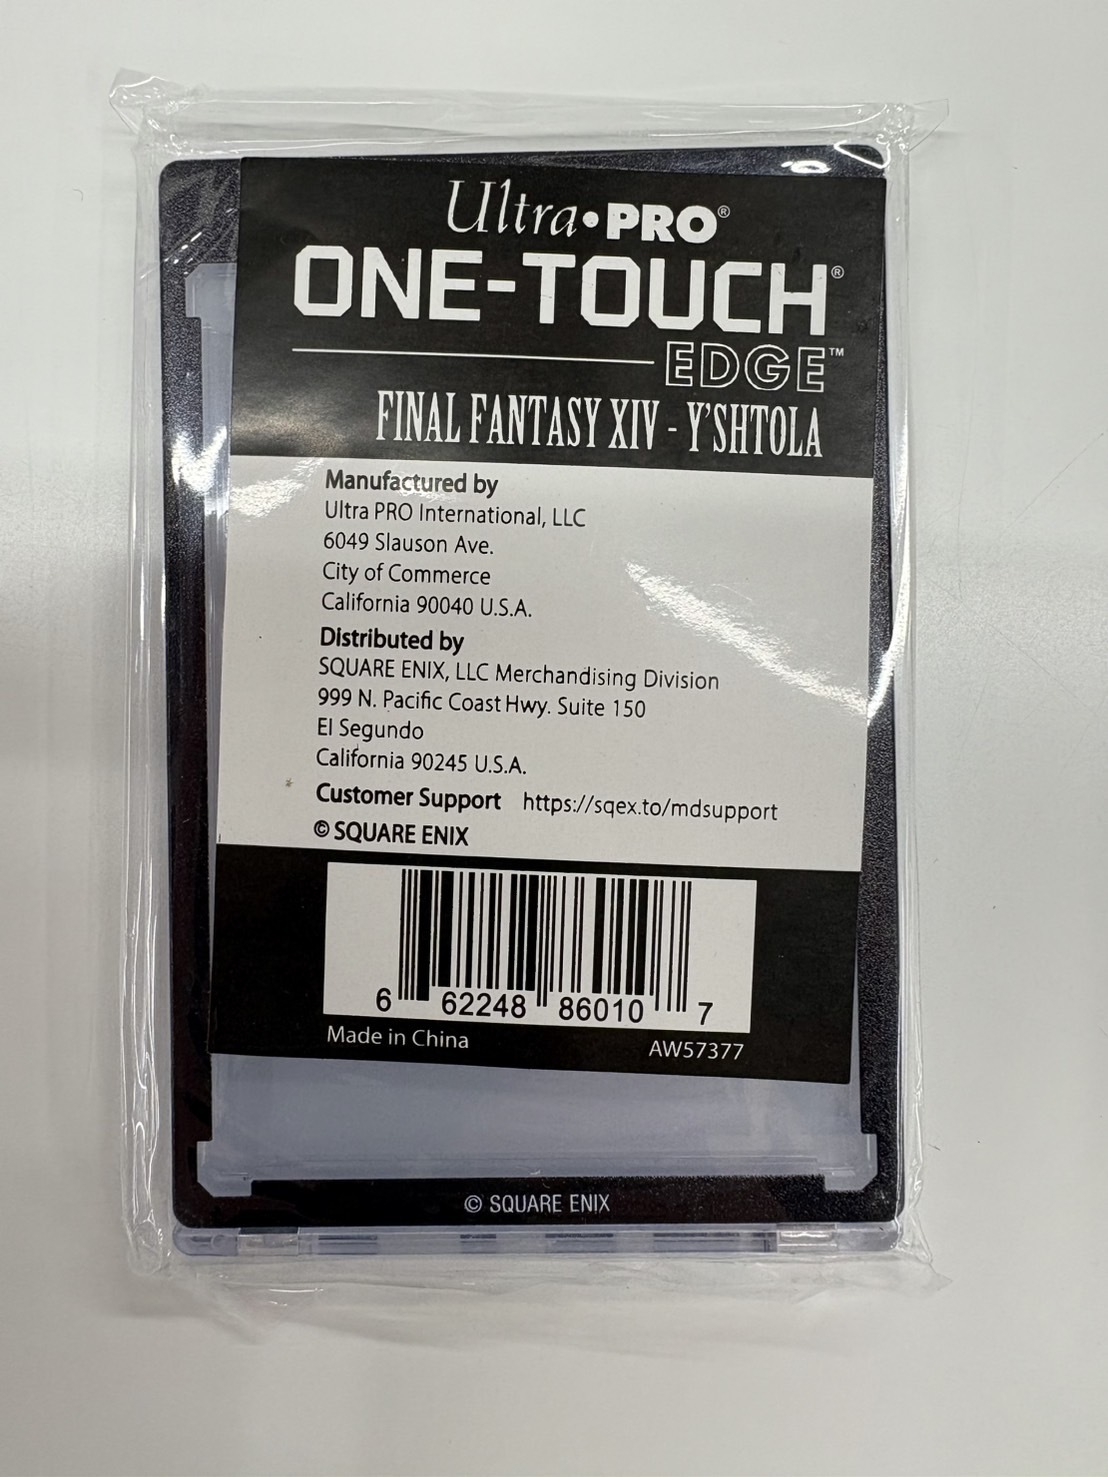 Ultra•PRO®
ONE-TOUCH®
EDGE™
FINAL FANTASY XIV - Y'SHTOLA
Manufactured by
Ultra PRO International, LLC
6049 Slauson Ave.
City of Commerce
California 90040 U.S.A.
Distributed by
SQUARE ENIX, LLC Merchandising Division
999 N. Pacific Coast Hwy. Suite 150
El Segundo
California 90245 U.S.A.
Customer Support https://sqex.to/mdsupport
© SQUARE ENIX
6 62248 86010 7
Made in China AW57377
© SQUARE ENIX